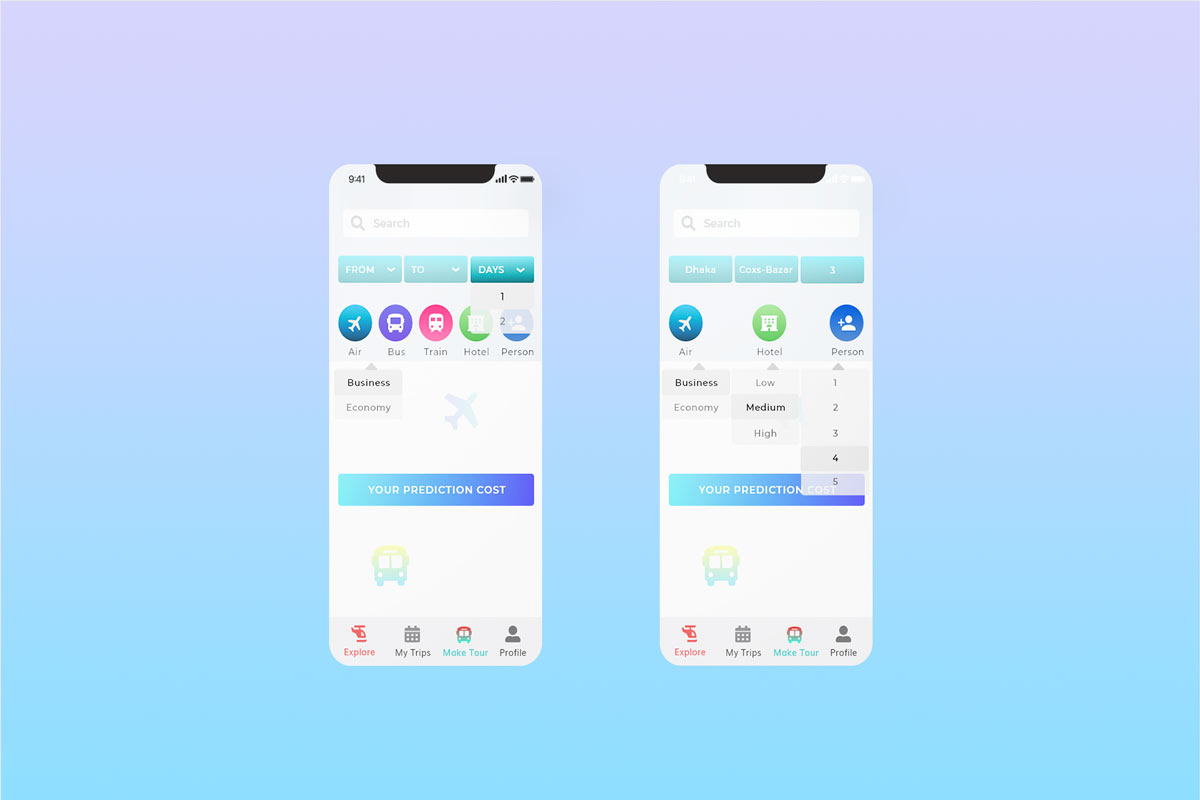 9:41
Search
FROM TO DAYS
1
2
Air Bus Train Hotel Person
Business
Economy
YOUR PREDICTION COST
Explore My Trips Make Tour Profile
9:41
Search
Dhaka Coxs-Bazar 3
Air Hotel Person
Business Low 1
Economy Medium 2
High 3
4
5
YOUR PREDICTION COST
Explore My Trips Make Tour Profile